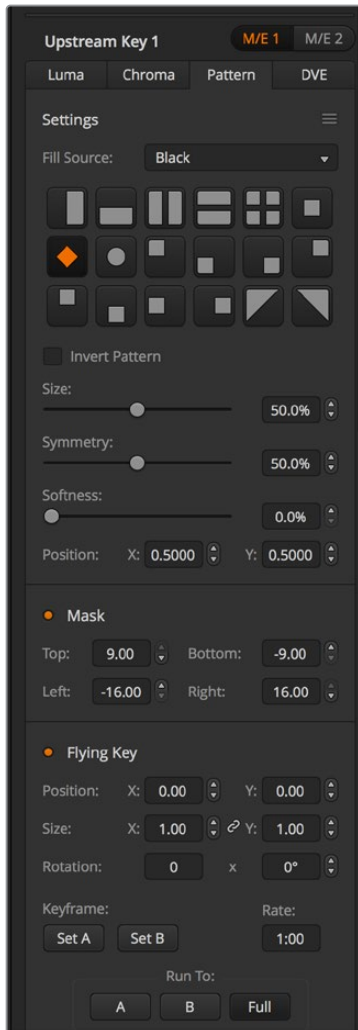 Upstream Key 1 M/E 1 M/E 2
Luma Chroma Pattern DVE
Settings
Fill Source: Black
Invert Pattern
Size:
50.0%
Symmetry:
50.0%
Softness:
0.0%
Position: X: 0.5000 Y: 0.5000
Mask
Top: 9.00 Bottom: -9.00
Left: -16.00 Right: 16.00
Flying Key
Position: X: 0.00 Y: 0.00
Size: X: 1.00 Y: 1.00
Rotation: 0 x 0°
Keyframe: Rate:
Set A Set B 1:00
Run To:
A B Full